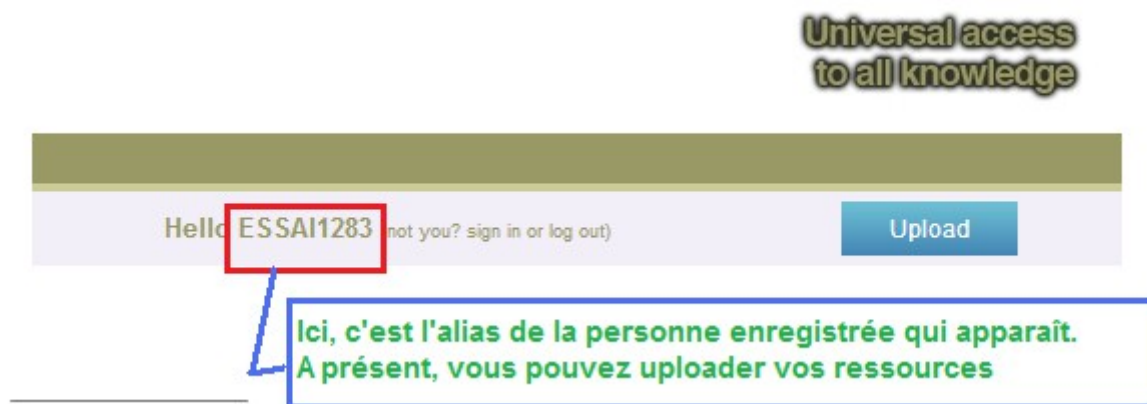 Universal access
to all knowledge
Hello ESSAI1283 (not you? sign in or log out)
Upload
Ici, c'est l'alias de la personne enregistrée qui apparaît.
A présent, vous pouvez uploader vos ressources